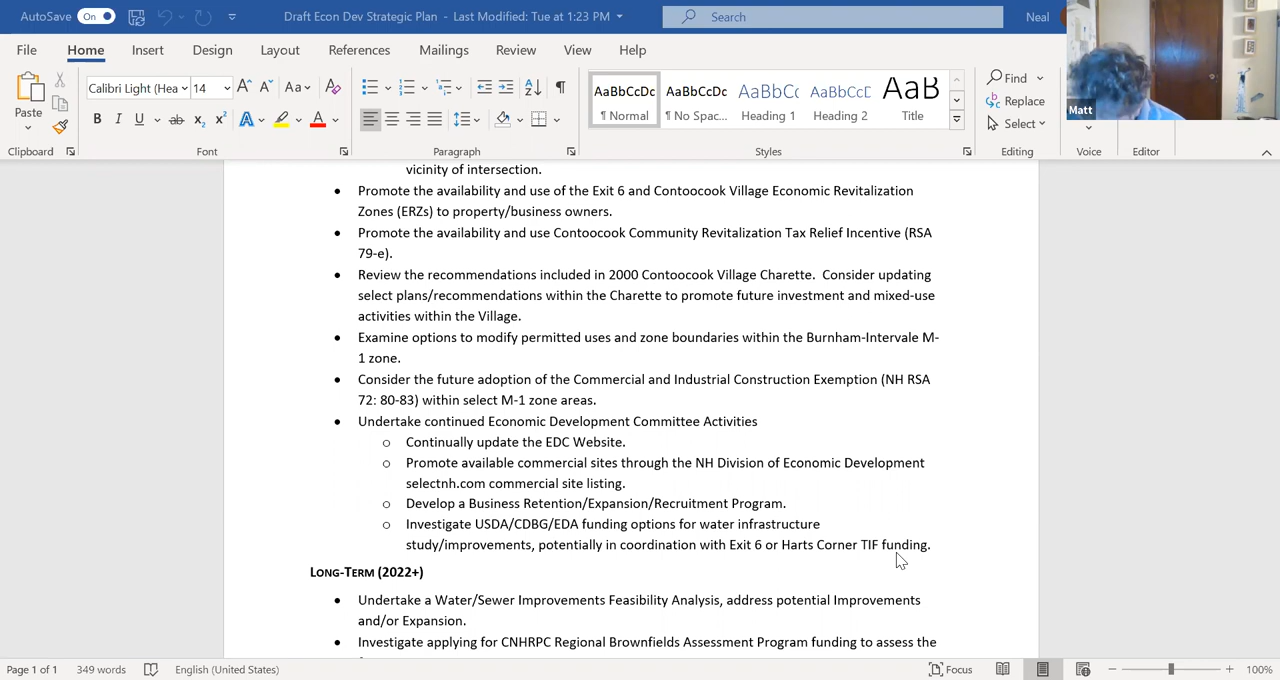 AutoSave On Draft Econ Dev Strategic Plan - Last Modified: Tue at 1:23 PM Search Neal
File Home Insert Design Layout References Mailings Review View Help
Calibri Light (Hea 14 Aa
Paste
B I U ab x2 x2 A A
Clipboard Font Paragraph
AaBbCcDc AaBbCcDc AaBbCc AaBbCcD AaB
¶ Normal ¶ No Spac... Heading 1 Heading 2 Title
Styles
Find
Replace
Select
Editing Voice Editor
Matt
vicinity of intersection.
• Promote the availability and use of the Exit 6 and Contoocook Village Economic Revitalization
Zones (ERZs) to property/business owners.
• Promote the availability and use Contoocook Community Revitalization Tax Relief Incentive (RSA
79-e).
• Review the recommendations included in 2000 Contoocook Village Charette. Consider updating
select plans/recommendations within the Charette to promote future investment and mixed-use
activities within the Village.
• Examine options to modify permitted uses and zone boundaries within the Burnham-Intervale M-
1 zone.
• Consider the future adoption of the Commercial and Industrial Construction Exemption (NH RSA
72: 80-83) within select M-1 zone areas.
• Undertake continued Economic Development Committee Activities
o Continually update the EDC Website.
o Promote available commercial sites through the NH Division of Economic Development
selectnh.com commercial site listing.
o Develop a Business Retention/Expansion/Recruitment Program.
o Investigate USDA/CDBG/EDA funding options for water infrastructure
study/improvements, potentially in coordination with Exit 6 or Harts Corner TIF funding.
LONG-TERM (2022+)
• Undertake a Water/Sewer Improvements Feasibility Analysis, address potential Improvements
and/or Expansion.
• Investigate applying for CNHRPC Regional Brownfields Assessment Program funding to assess the
Page 1 of 1 349 words English (United States) Focus 100%